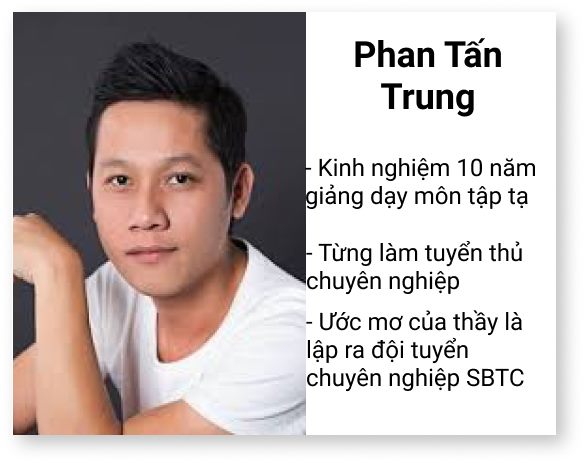 Phan Tấn
Trung
- Kinh nghiệm 10 năm
giảng dạy môn tập tạ
- Từng làm tuyển thủ
chuyên nghiệp
- Ước mơ của thầy là
lập ra đội tuyển
chuyên nghiệp SBTC